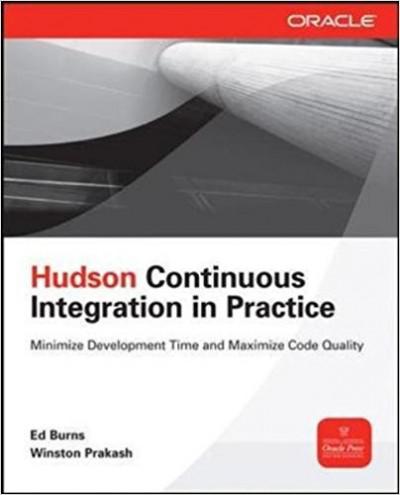 ORACLE
Hudson Continuous
Integration in Practice
Minimize Development Time and Maximize Code Quality
Ed Burns
Winston Prakash
Oracle Press